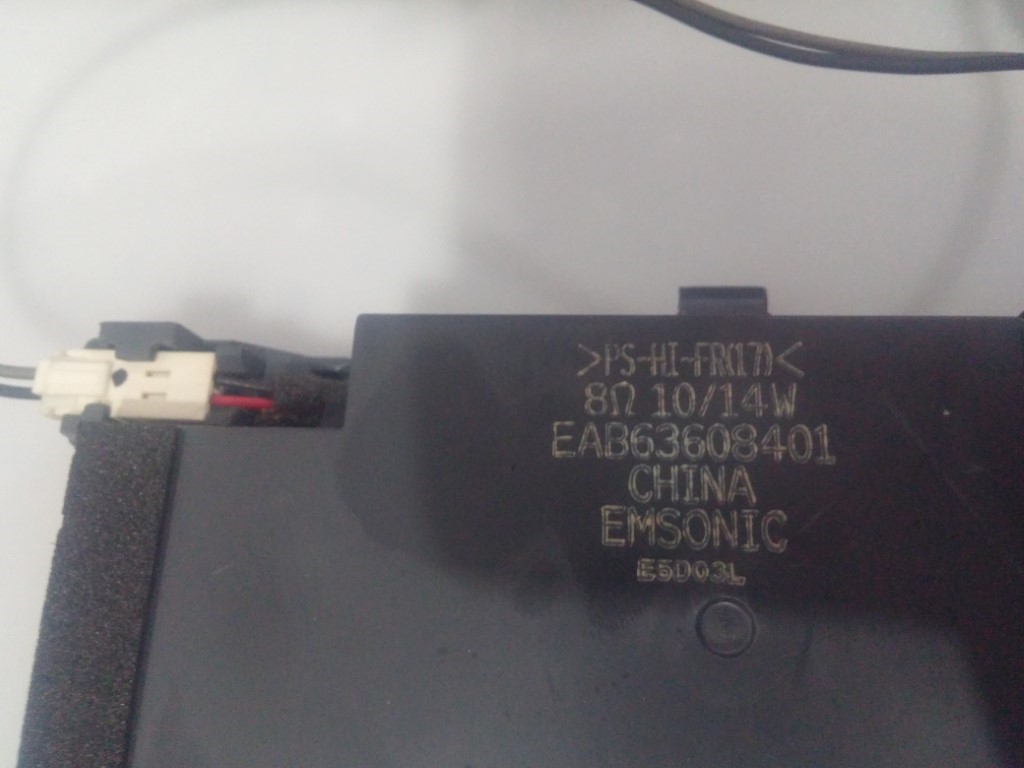 >PS-HI-FR(17)<
8Ω 10/14W
EAB63608401
CHINA
EMSONIC
E5D03L